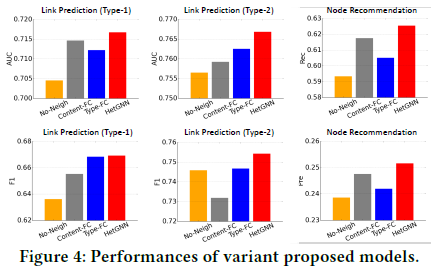 Link Prediction (Type-1)
Link Prediction (Type-2)
Node Recommendation
AUC
0.720
0.715
0.710
0.705
0.700
No-Neigh
Content-FC
Type-FC
HetGNN
AUC
0.770
0.765
0.760
0.755
0.750
No-Neigh
Content-FC
Type-FC
HetGNN
Rec
0.63
0.62
0.61
0.60
0.59
0.58
No-Neigh
Content-FC
Type-FC
HetGNN
Link Prediction (Type-1)
Link Prediction (Type-2)
Node Recommendation
F1
0.68
0.66
0.64
0.62
No-Neigh
Content-FC
Type-FC
HetGNN
F1
0.76
0.75
0.74
0.73
0.72
No-Neigh
Content-FC
Type-FC
HetGNN
Pre
0.26
0.25
0.24
0.23
No-Neigh
Content-FC
Type-FC
HetGNN
Figure 4: Performances of variant proposed models.